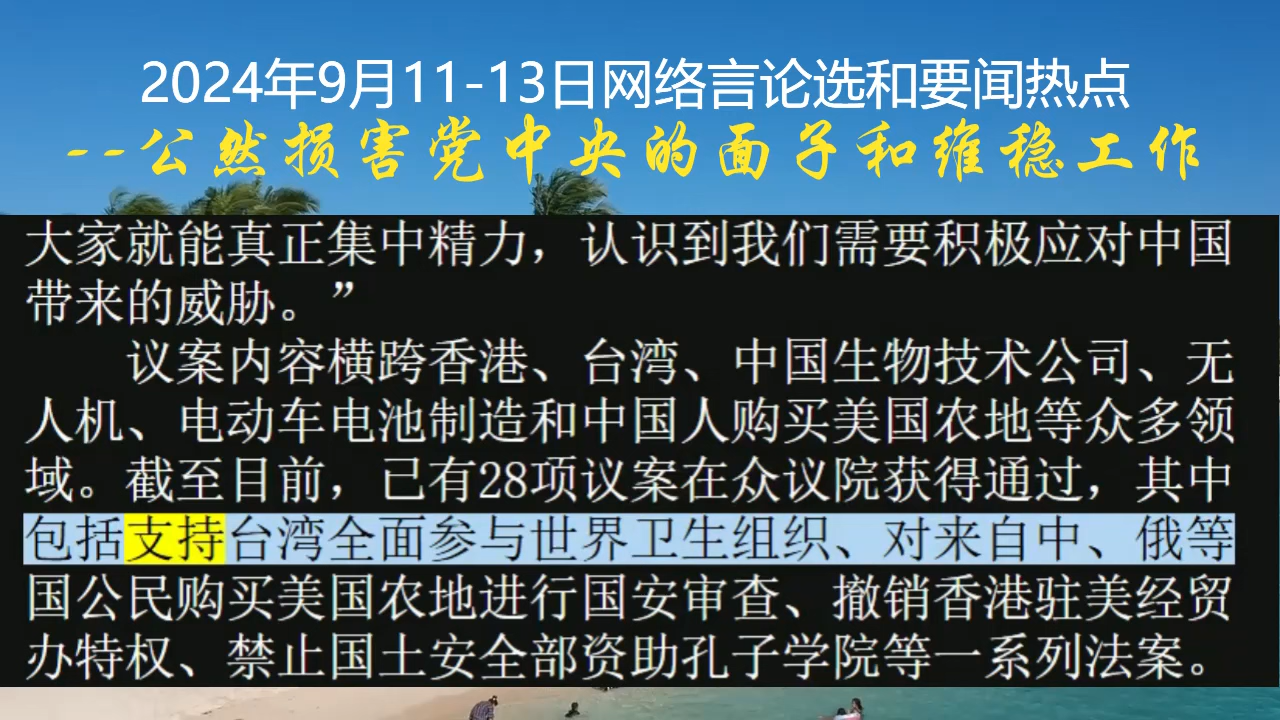 2024年9月11-13日网络言论选和要闻热点
--公然损害党中央的面子和维稳工作
大家就能真正集中精力，认识到我们需要积极应对中国
带来的威胁。”
议案内容横跨香港、台湾、中国生物技术公司、无
人机、电动车电池制造和中国人购买美国农地等众多领
域。截至目前，已有28项议案在众议院获得通过，其中
包括支持台湾全面参与世界卫生组织、对来自中、俄等
国公民购买美国农地进行国安审查、撤销香港驻美经贸
办特权、禁止国土安全部资助孔子学院等一系列法案。